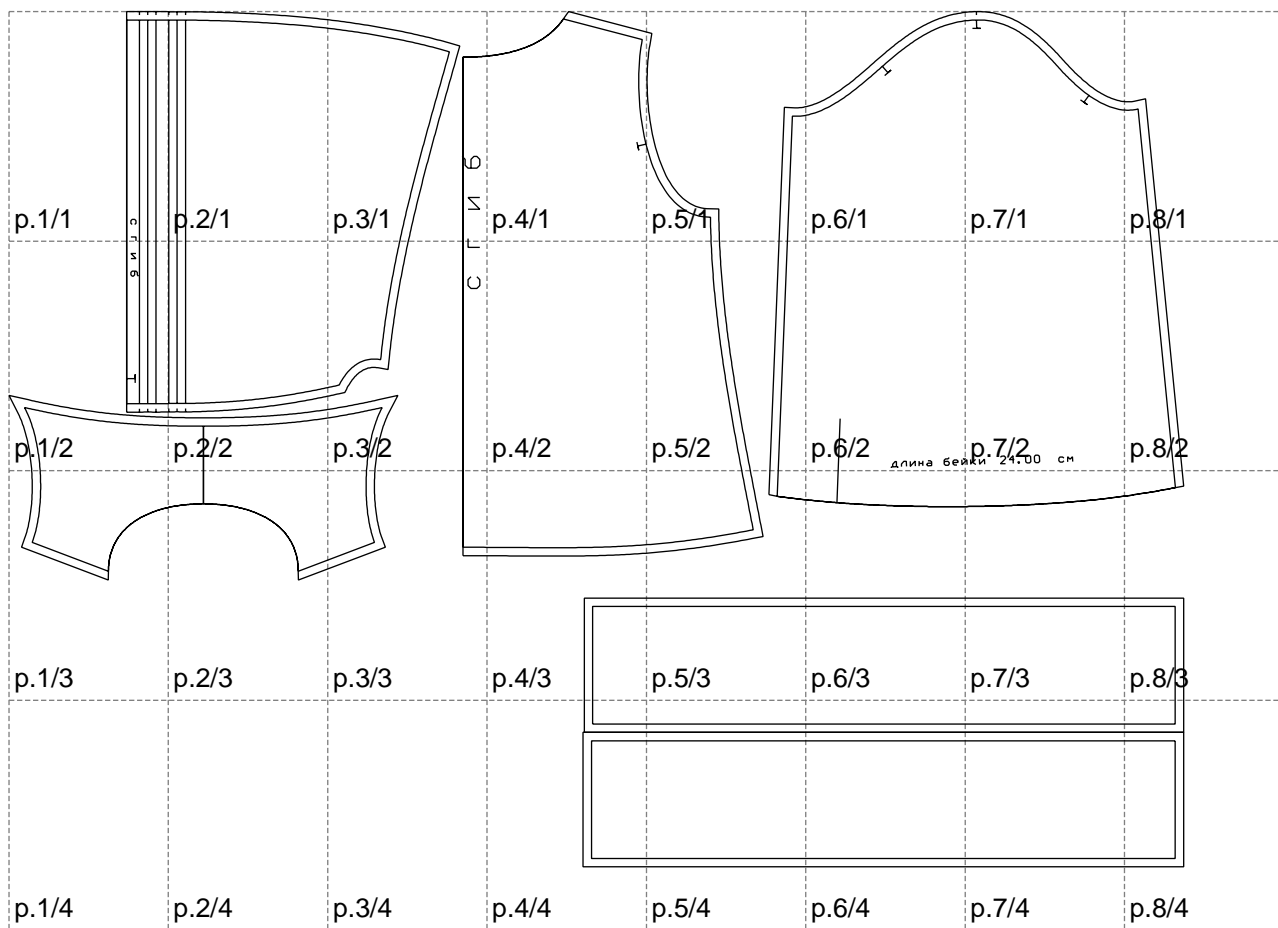 сгиб
СГИБ
p.1/1 p.2/1 p.3/1 p.4/1 p.5/1 p.6/1 p.7/1 p.8/1
p.1/2 p.2/2 p.3/2 p.4/2 p.5/2 p.6/2 p.7/2 p.8/2
длина бейки 24.00 см
p.1/3 p.2/3 p.3/3 p.4/3 p.5/3 p.6/3 p.7/3 p.8/3
p.1/4 p.2/4 p.3/4 p.4/4 p.5/4 p.6/4 p.7/4 p.8/4